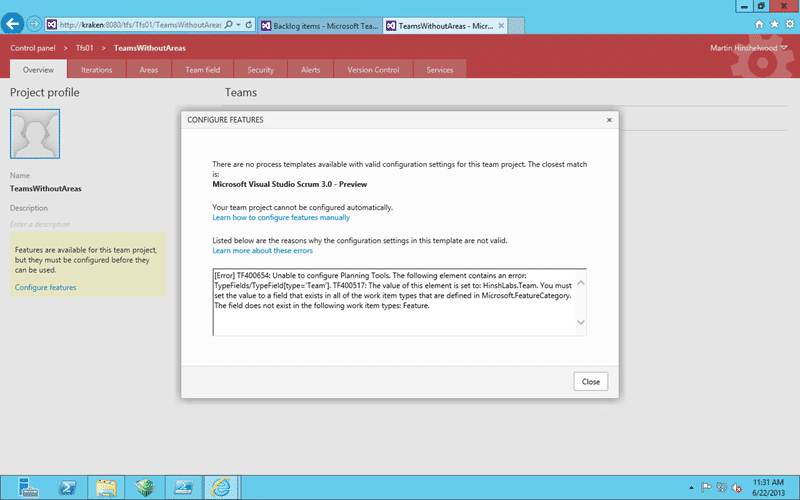 http://kraken:8080/tfs/Tfs01/TeamsWithoutAreas
Backlog items - Microsoft Tea...
TeamsWithoutAreas - Micr...
Control panel > Tfs01 > TeamsWithoutAreas
Martin Hinshelwood
Overview Iterations Areas Team field Security Alerts Version Control Services
Project profile
Teams
Name
TeamsWithoutAreas
Description
Enter a description
Features are available for this team project,
but they must be configured before they
can be used.
Configure features
CONFIGURE FEATURES
There are no process templates available with valid configuration settings for this team project. The closest match
is:
Microsoft Visual Studio Scrum 3.0 - Preview
Your team project cannot be configured automatically.
Learn how to configure features manually
Listed below are the reasons why the configuration settings in this template are not valid.
Learn more about these errors
[Error] TF400654: Unable to configure Planning Tools. The following element contains an error:
TypeFields/TypeField[type='Team']. TF400517: The value of this element is set to: HinshLabs.Team. You must
set the value to a field that exists in all of the work item types that are defined in Microsoft.FeatureCategory.
The field does not exist in the following work item types: Feature.
Close
11:31 AM
6/22/2013